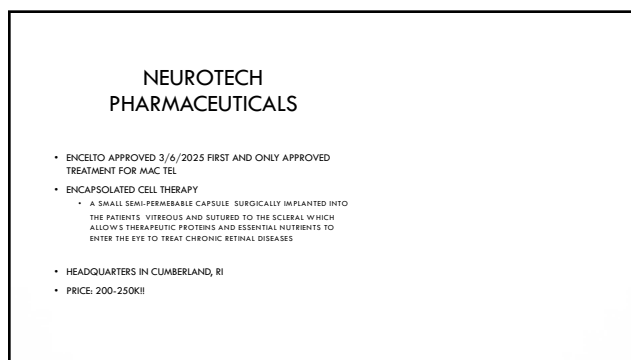 NEUROTECH
PHARMACEUTICALS
• ENCELTO APPROVED 3/6/2025 FIRST AND ONLY APPROVED
TREATMENT FOR MAC TEL
• ENCAPSOLATED CELL THERAPY
• A SMALL SEMI-PERMEBABLE CAPSULE SURGICALLY IMPLANTED INTO
THE PATIENTS VITREOUS AND SUTURED TO THE SCLERAL WHICH
ALLOWS THERAPEUTIC PROTEINS AND ESSENTIAL NUTRIENTS TO
ENTER THE EYE TO TREAT CHRONIC RETINAL DISEASES
• HEADQUARTERS IN CUMBERLAND, RI
• PRICE: 200-250K!!